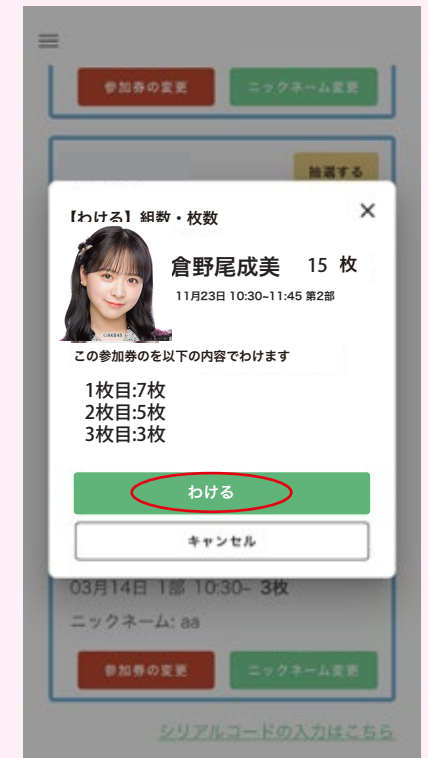 参加券の変更 ニックネーム変更
抽選する
【わける】組数・枚数 ×
倉野尾成美 15 枚
11月23日 10:30~11:45 第2部
©AKB48
この参加券のを以下の内容でわけます
1枚目:7枚
2枚目:5枚
3枚目:3枚
わける
キャンセル
03月14日 1部 10:30~ 3枚
ニックネーム: aa
参加券の変更 ニックネーム変更
シリアルコードの入力はこちら